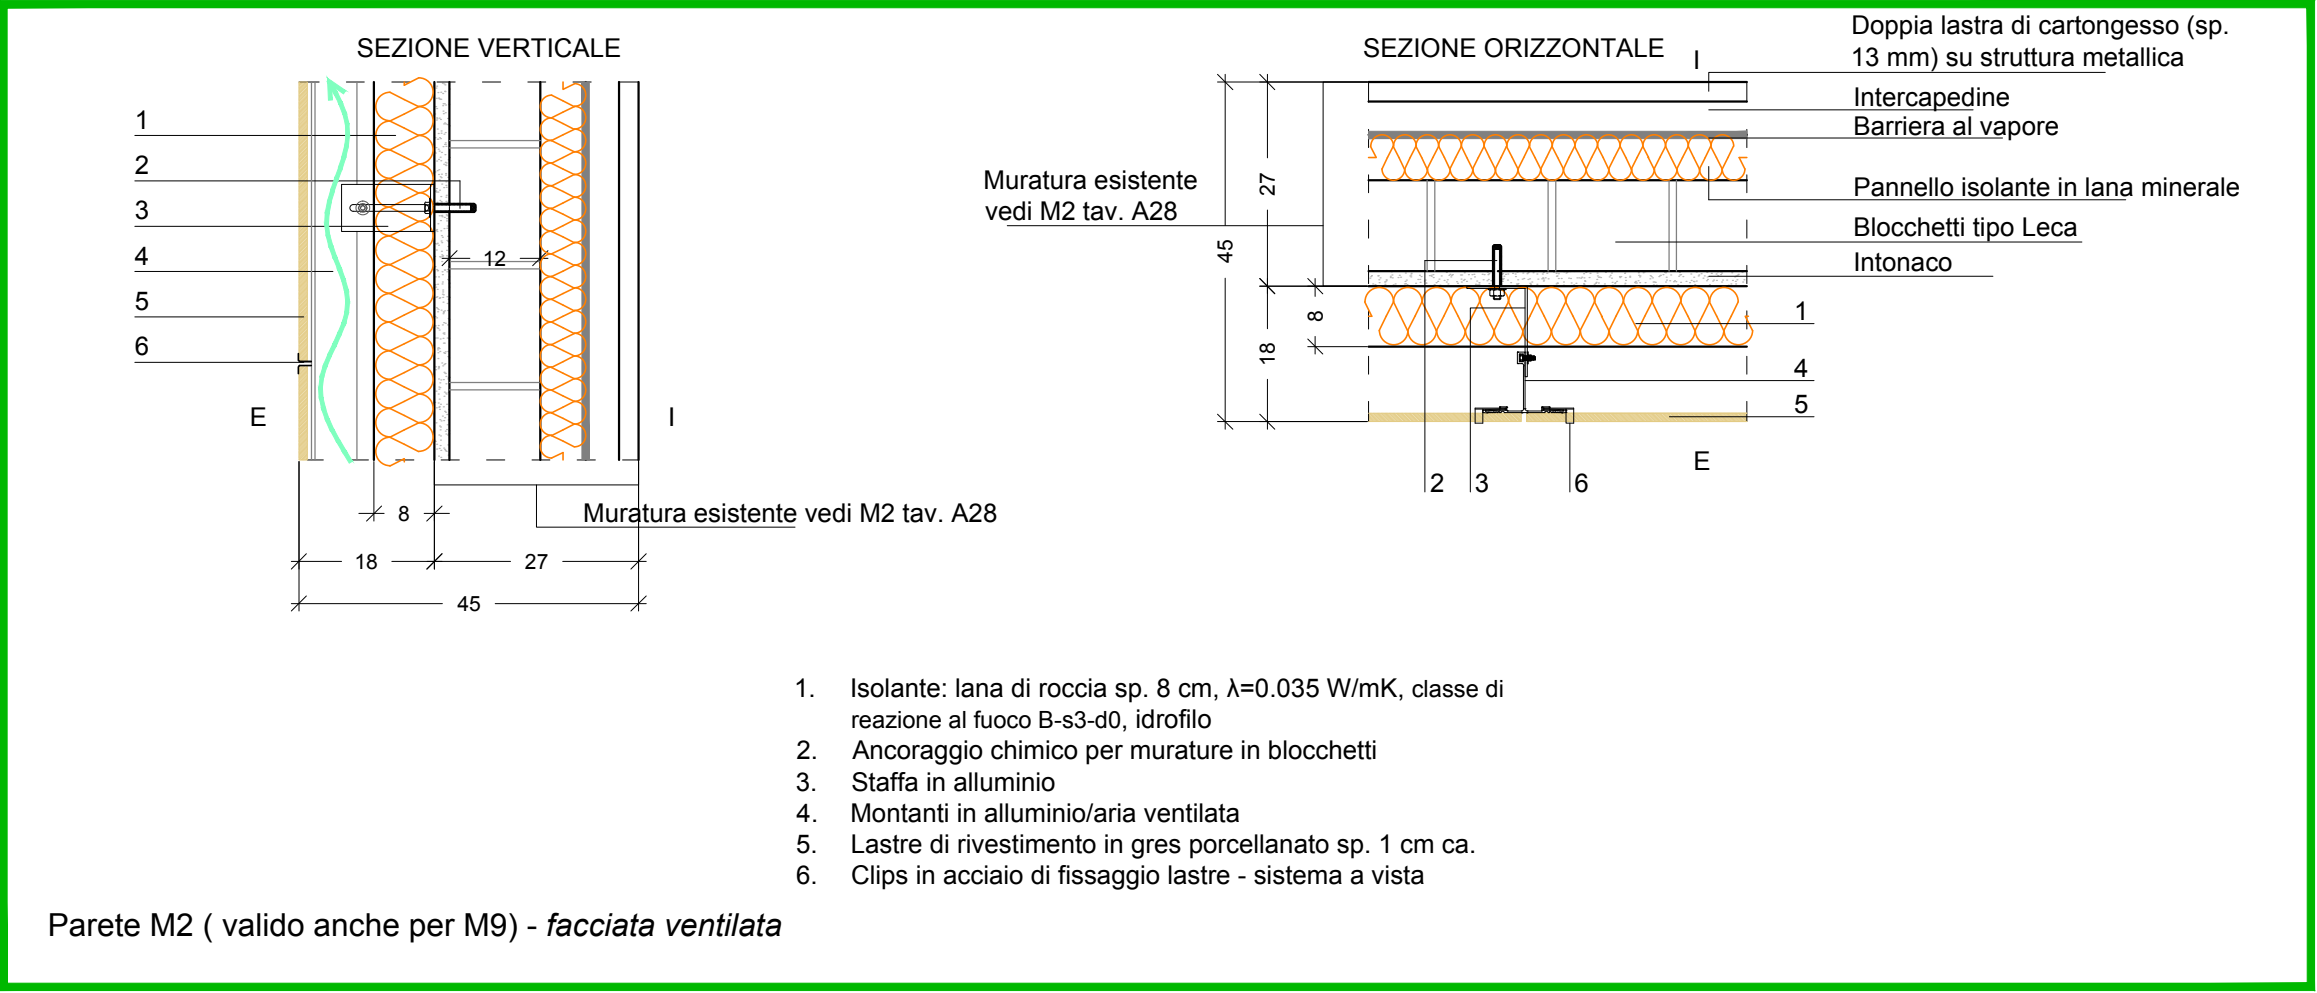 SEZIONE VERTICALE
1
2
3
4
5
6
E
I
12
8
Muratura esistente vedi M2 tav. A28
18
27
45
SEZIONE ORIZZONTALE
I
Doppia lastra di cartongesso (sp.
13 mm) su struttura metallica
Intercapedine
Barriera al vapore
Pannello isolante in lana minerale
Blocchetti tipo Leca
Intonaco
Muratura esistente
vedi M2 tav. A28
27
45
8
18
1
4
5
E
2
3
6
1. Isolante: lana di roccia sp. 8 cm, λ=0.035 W/mK, classe di
reazione al fuoco B-s3-d0, idrofilo
2. Ancoraggio chimico per murature in blocchetti
3. Staffa in alluminio
4. Montanti in alluminio/aria ventilata
5. Lastre di rivestimento in gres porcellanato sp. 1 cm ca.
6. Clips in acciaio di fissaggio lastre - sistema a vista
Parete M2 ( valido anche per M9) - facciata ventilata